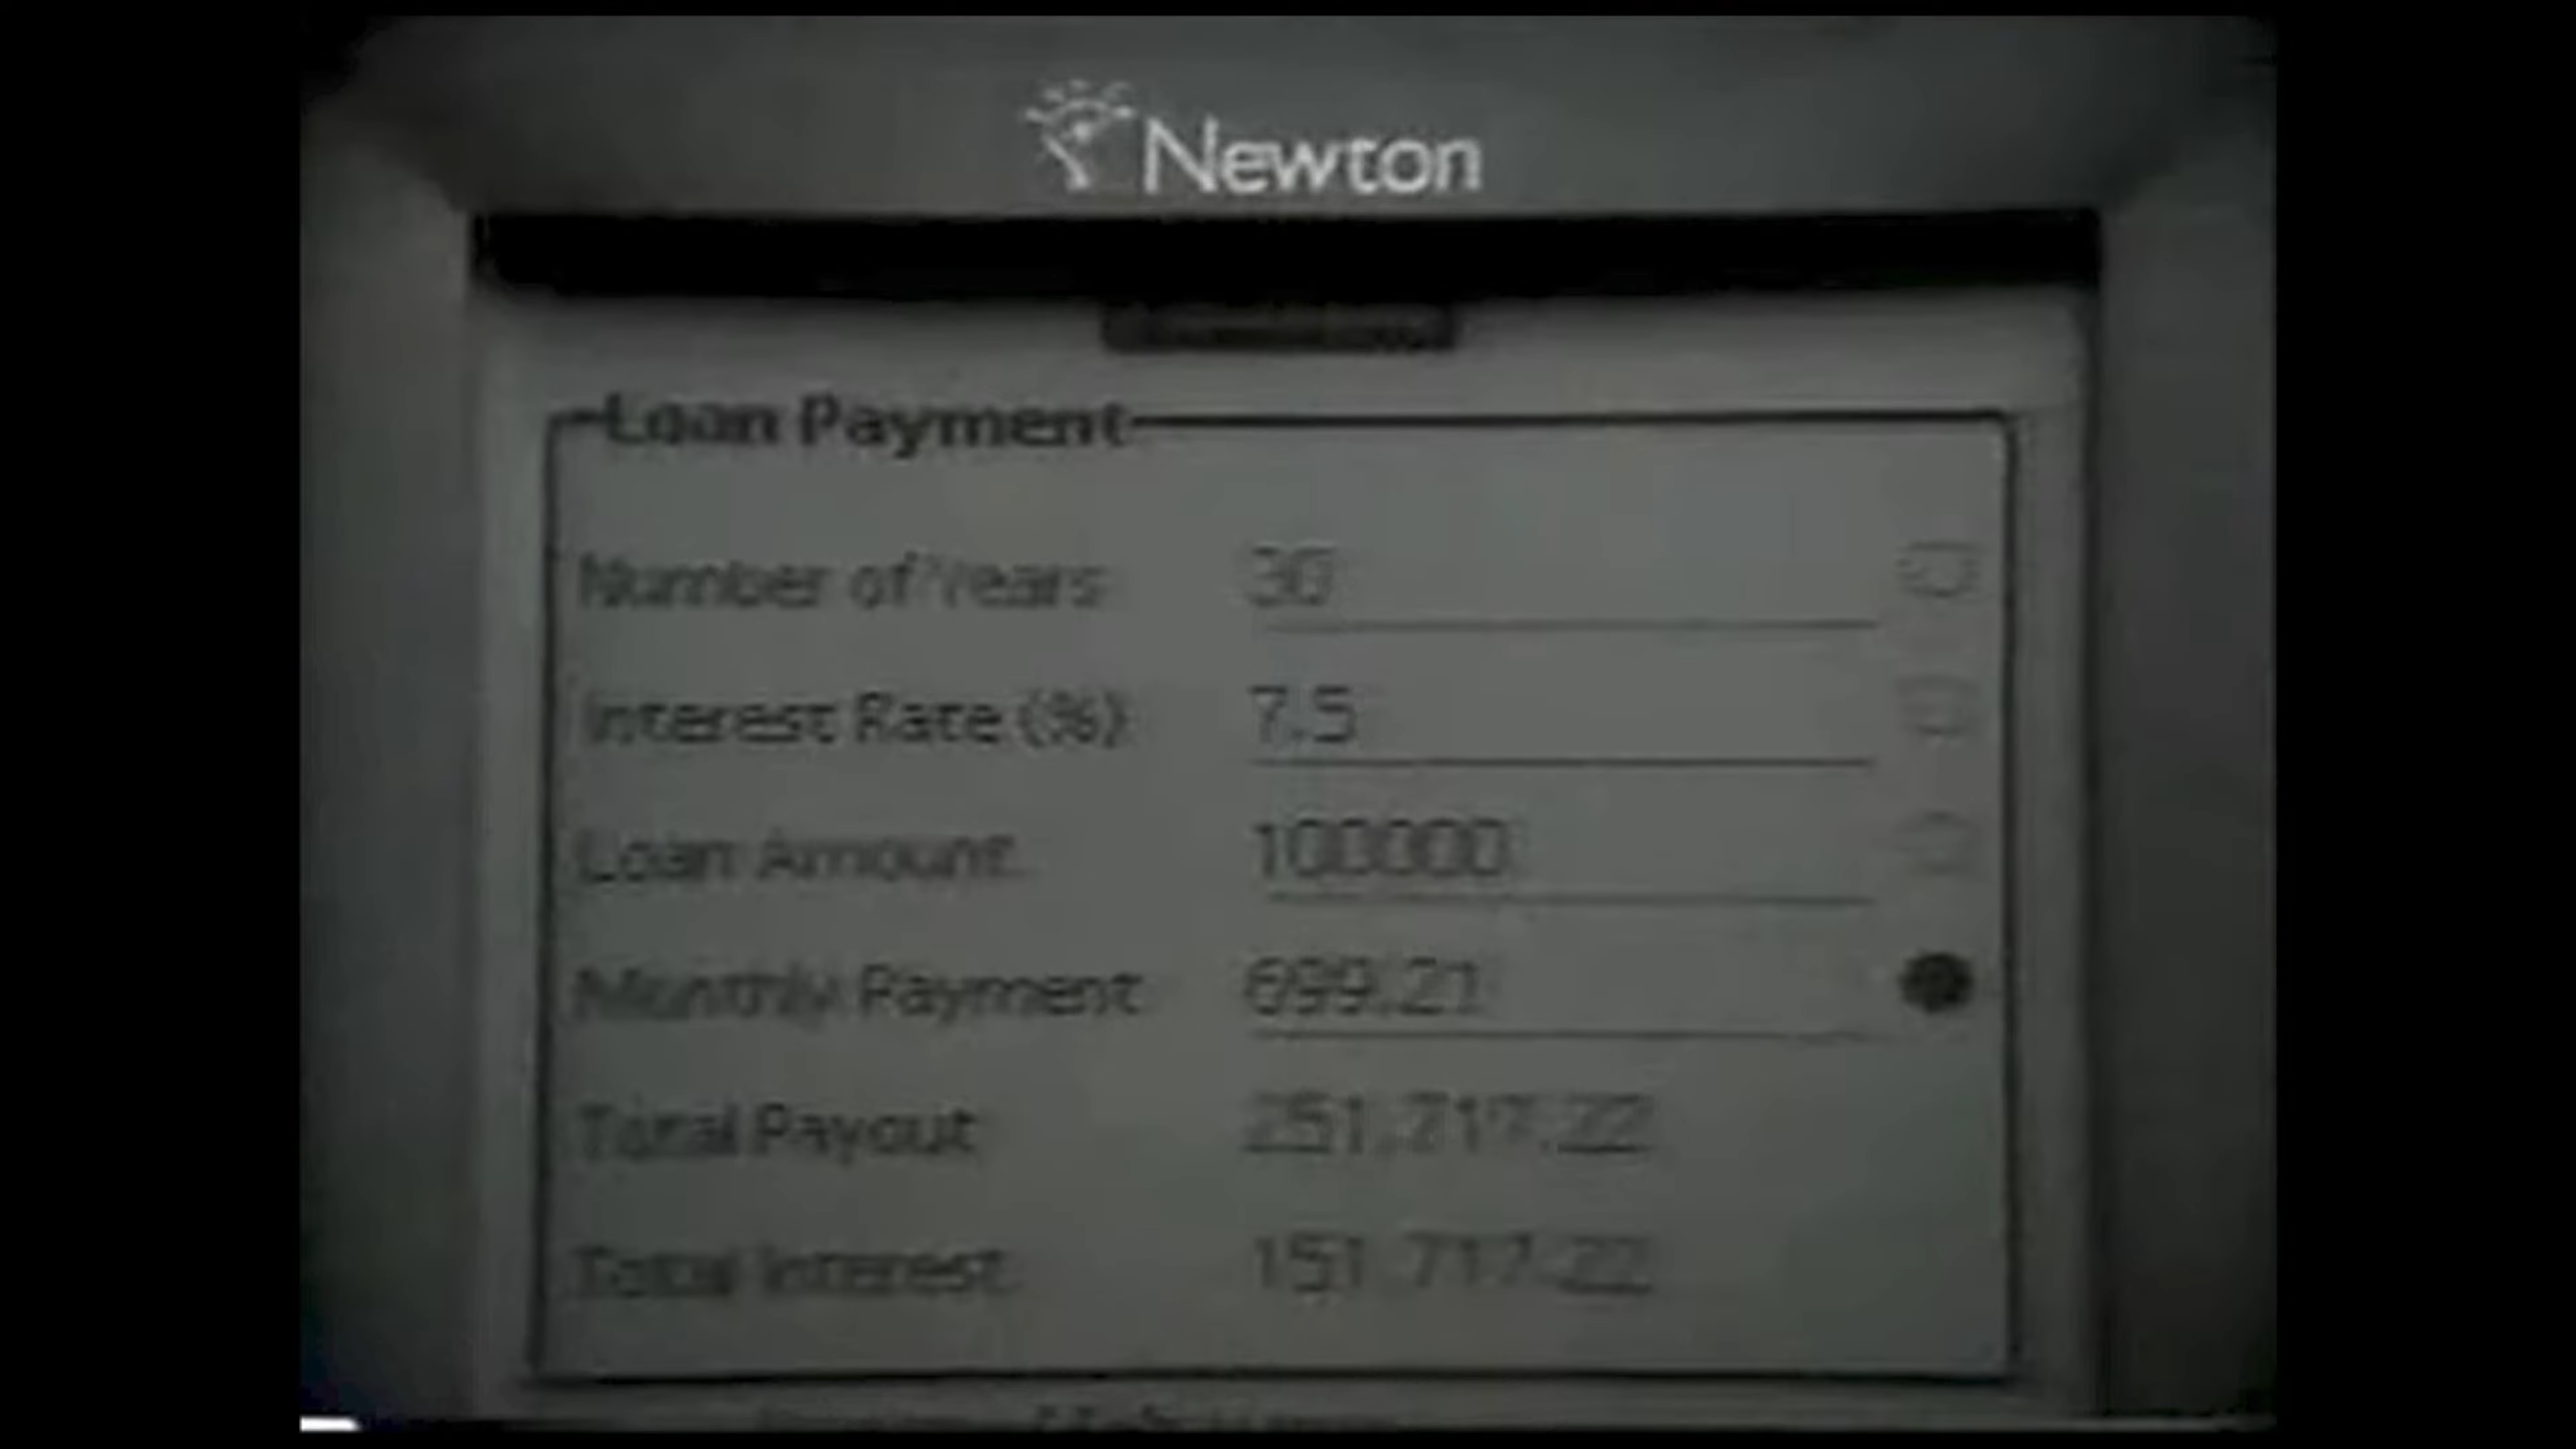 Newton
Loan Payment
Number of Years 30
Interest Rate (%) 7.5
Loan Amount 100000
Monthly Payment 699.21
Total Payout 251,717.22
Total Interest 151,717.22